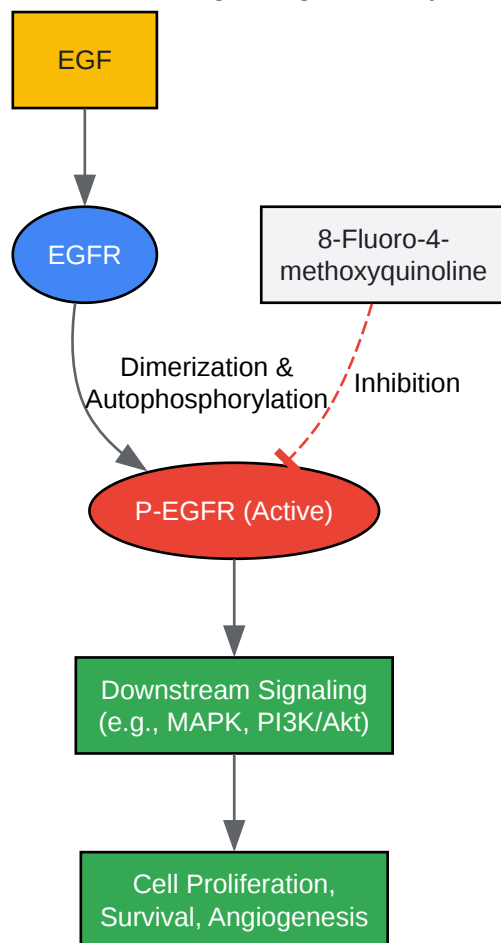 EGF
EGFR
8-Fluoro-4-
methoxyquinoline
Dimerization &
Autophosphorylation
Inhibition
P-EGFR (Active)
Downstream Signaling
(e.g., MAPK, PI3K/Akt)
Cell Proliferation,
Survival, Angiogenesis